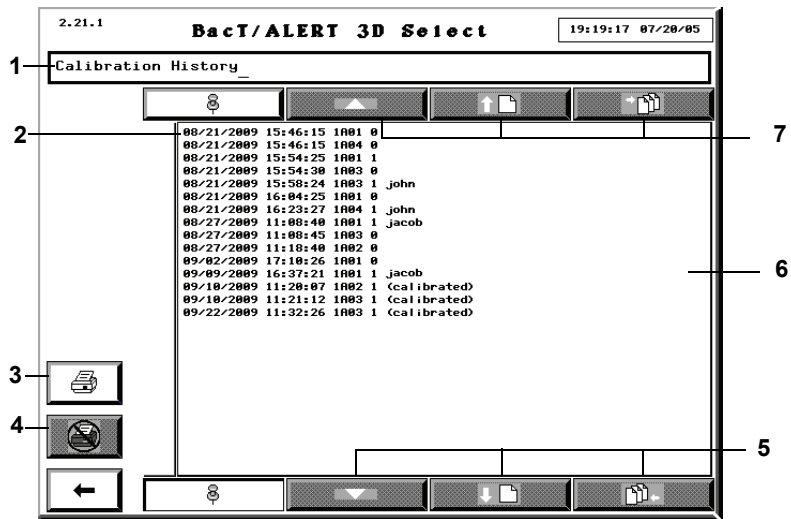 2.21.1
BacT/ALERT 3D Select
19:19:17 07/20/05
1
Calibration History_
2
08/21/2009 15:46:15 1A01 0
08/21/2009 15:46:15 1A04 0
08/21/2009 15:54:25 1A01 1
08/21/2009 15:54:30 1A03 0
08/21/2009 15:58:24 1A03 1 john
08/21/2009 16:04:25 1A01 0
08/21/2009 16:23:27 1A04 1 john
08/27/2009 11:08:40 1A01 1 jacob
08/27/2009 11:08:45 1A03 0
08/27/2009 11:18:40 1A02 0
09/02/2009 17:10:26 1A01 0
09/09/2009 16:37:21 1A01 1 jacob
09/10/2009 11:20:07 1A02 1 (calibrated)
09/10/2009 11:21:12 1A03 1 (calibrated)
09/22/2009 11:32:26 1A03 1 (calibrated)
7
6
3
4
5